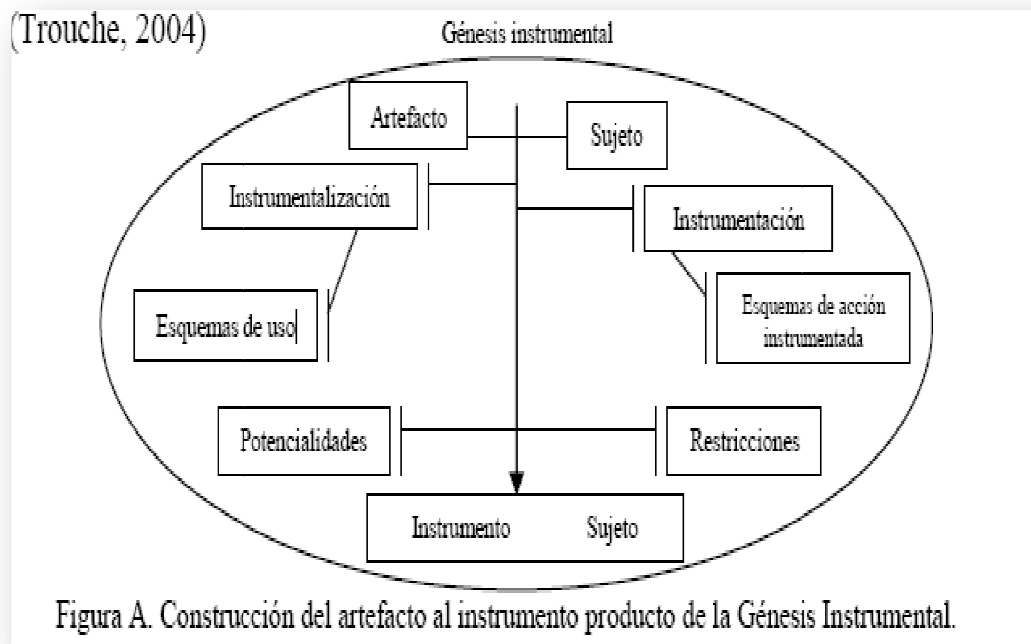 (Trouche, 2004)
Génesis instrumental
Artefacto
Sujeto
Instrumentalización
Instrumentación
Esquemas de uso
Esquemas de acción
instrumentada
Potencialidades
Restricciones
Instrumento Sujeto
Figura A. Construcción del artefacto al instrumento producto de la Génesis Instrumental.